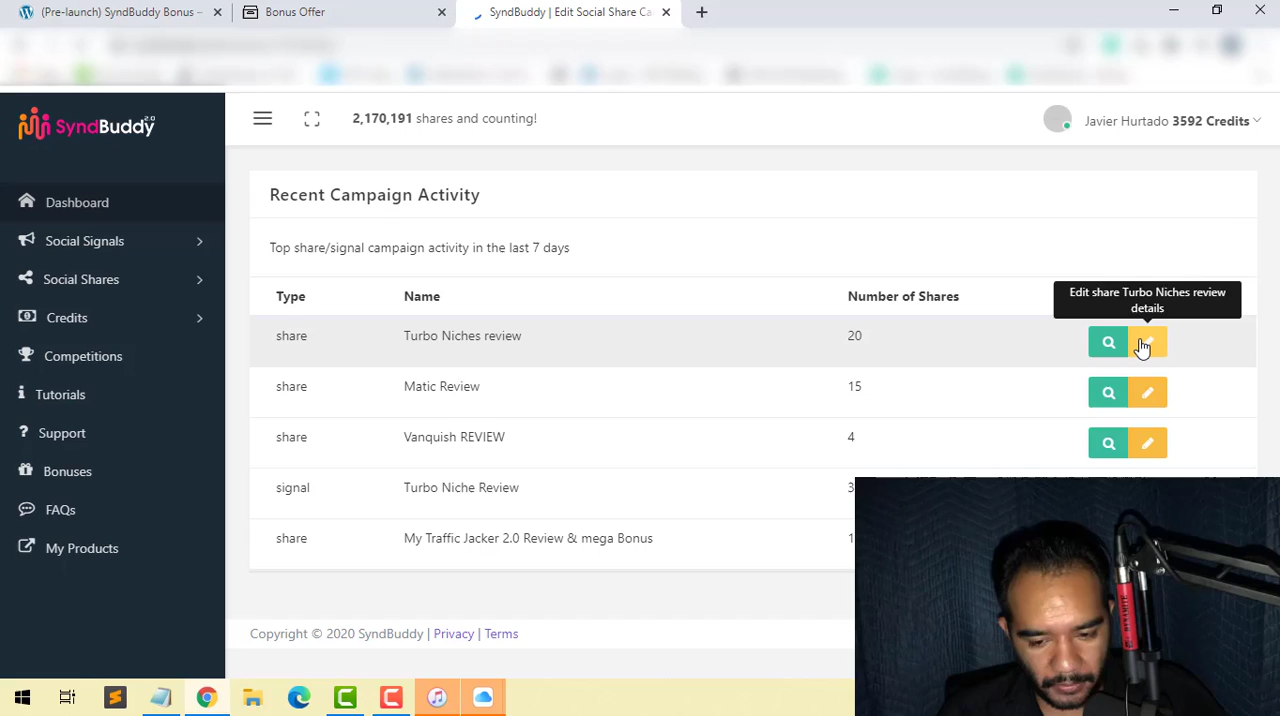 (Pre-launch) SyndBuddy Bonus –
Bonus Offer
SyndBuddy | Edit Social Share Ca
SyndBuddy 2.0
2,170,191 shares and counting!
Javier Hurtado 3592 Credits
Dashboard
Social Signals
Social Shares
Credits
Competitions
Tutorials
Support
Bonuses
FAQs
My Products
Recent Campaign Activity
Top share/signal campaign activity in the last 7 days
Type Name Number of Shares
Edit share Turbo Niches review
details
share Turbo Niches review 20
share Matic Review 15
share Vanquish REVIEW 4
signal Turbo Niche Review 3
share My Traffic Jacker 2.0 Review & mega Bonus 1
Copyright © 2020 SyndBuddy | Privacy | Terms